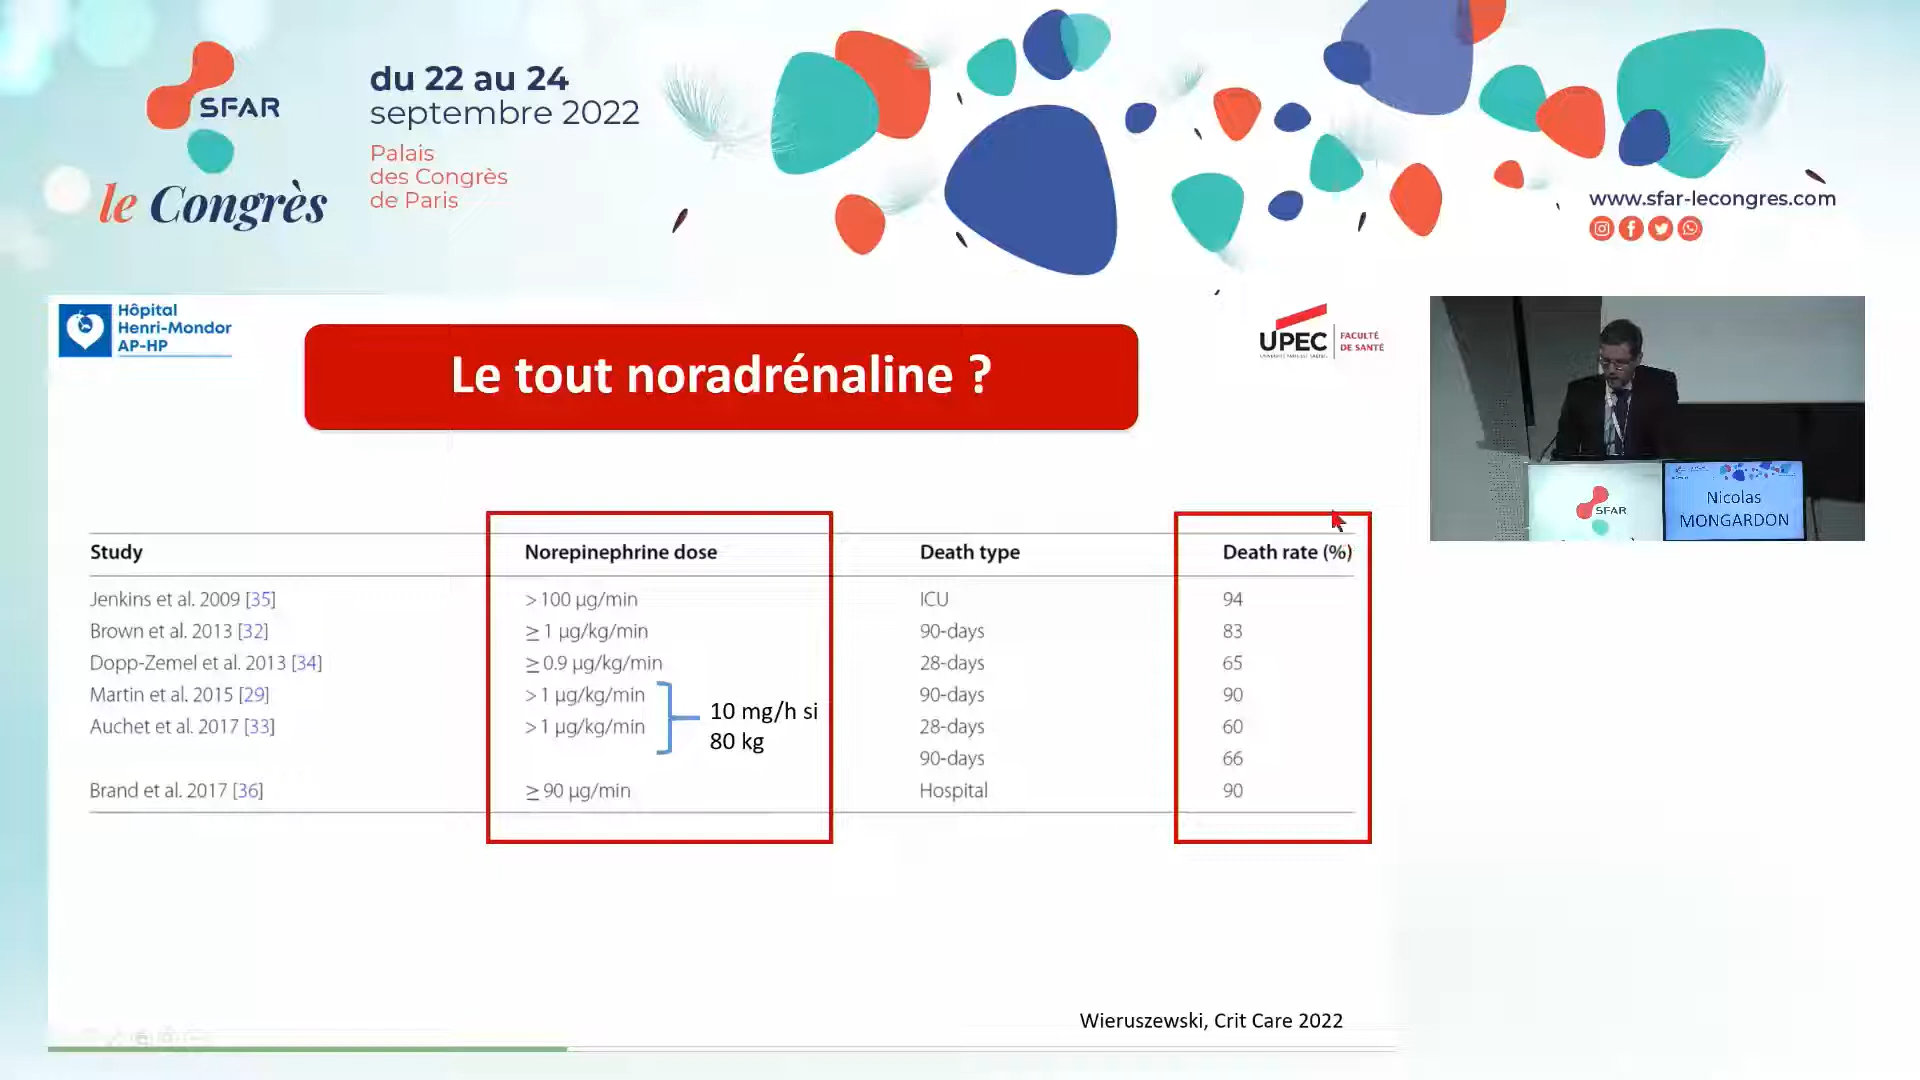 SFAR
le Congrès
du 22 au 24
septembre 2022
Palais
des Congrès
de Paris
www.sfar-lecongres.com
Hôpital
Henri-Mondor
AP-HP
Le tout noradrénaline ?
UPEC
FACULTÉ
DE SANTÉ
Nicolas
MONGARDON
SFAR
Study Norepinephrine dose Death type Death rate (%)
Jenkins et al. 2009 [35] > 100 µg/min ICU 94
Brown et al. 2013 [32] ≥ 1 µg/kg/min 90-days 83
Dopp-Zemel et al. 2013 [34] ≥ 0.9 µg/kg/min 28-days 65
Martin et al. 2015 [29] > 1 µg/kg/min 90-days 90
Auchet et al. 2017 [33] > 1 µg/kg/min 28-days 60
10 mg/h si
80 kg
90-days 66
Brand et al. 2017 [36] ≥ 90 µg/min Hospital 90
Wieruszewski, Crit Care 2022